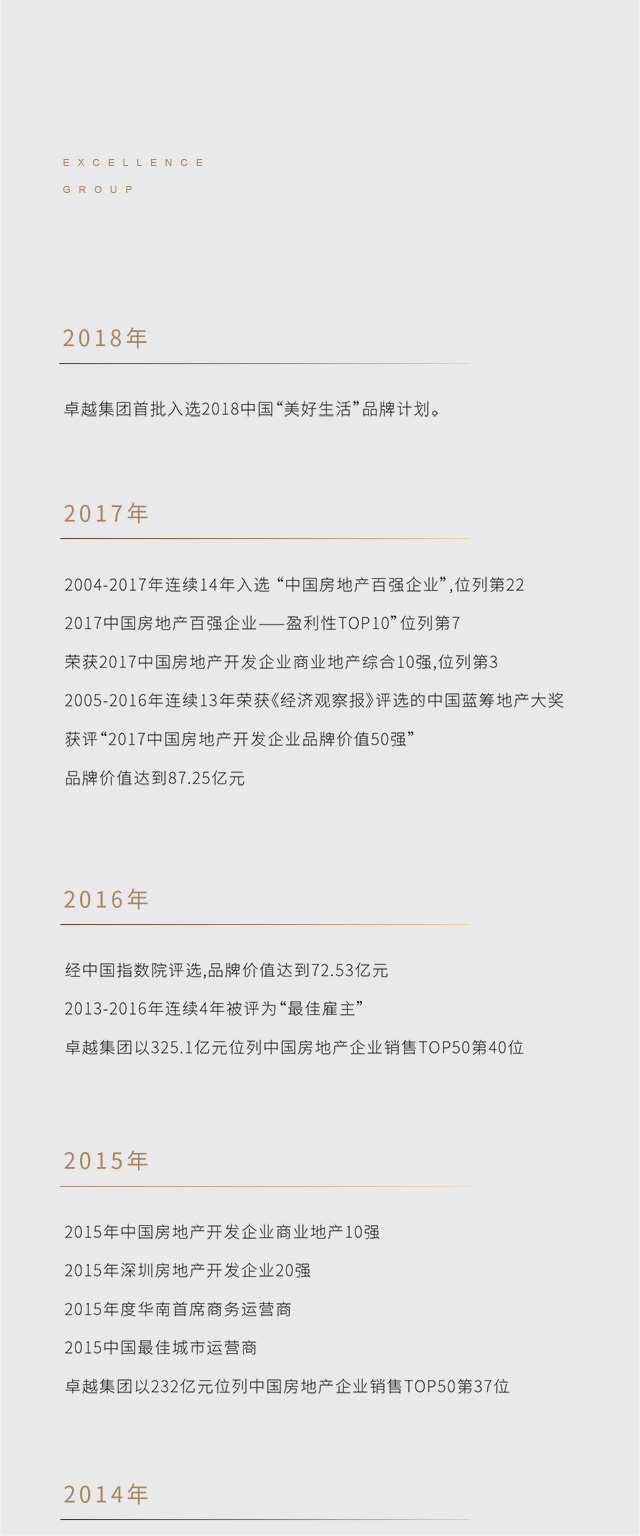 EXCELLENCE
GROUP
2018年
卓越集团首批入选2018中国“美好生活”品牌计划。
2017年
2004-2017年连续14年入选 “中国房地产百强企业”,位列第22
2017中国房地产百强企业——盈利性TOP10”位列第7
荣获2017中国房地产开发企业商业地产综合10强,位列第3
2005-2016年连续13年荣获《经济观察报》评选的中国蓝筹地产大奖
获评“2017中国房地产开发企业品牌价值50强”
品牌价值达到87.25亿元
2016年
经中国指数院评选,品牌价值达到72.53亿元
2013-2016年连续4年被评为“最佳雇主”
卓越集团以325.1亿元位列中国房地产企业销售TOP50第40位
2015年
2015年中国房地产开发企业商业地产10强
2015年深圳房地产开发企业20强
2015年度华南首席商务运营商
2015中国最佳城市运营商
卓越集团以232亿元位列中国房地产企业销售TOP50第37位
2014年